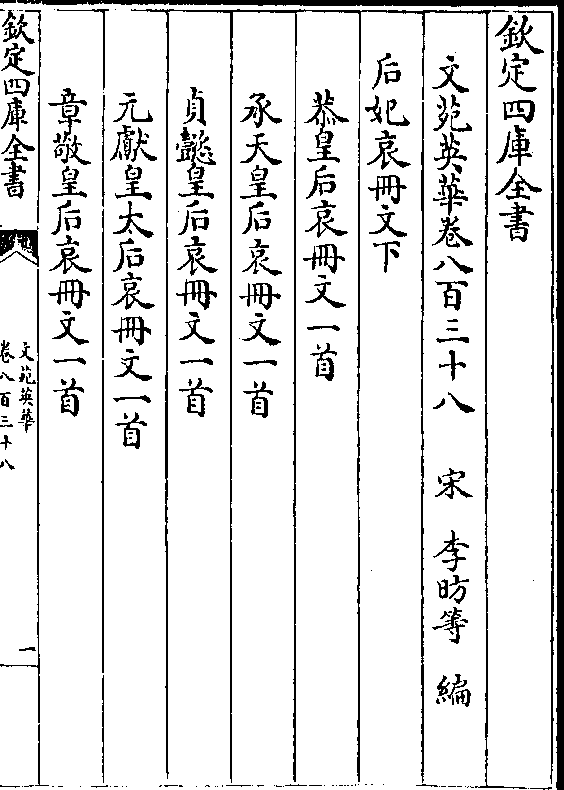 欽定四庫全書
文苑英華卷八百三十八　宋　李昉等　編
后妃哀冊文下
恭皇后哀冊文一首
承天皇后哀冊文一首
貞懿皇后哀冊文一首
元獻皇太后哀冊文一首
章敬皇后哀冊文一首
欽定四庫全書
文苑英華
卷八百三十八
一